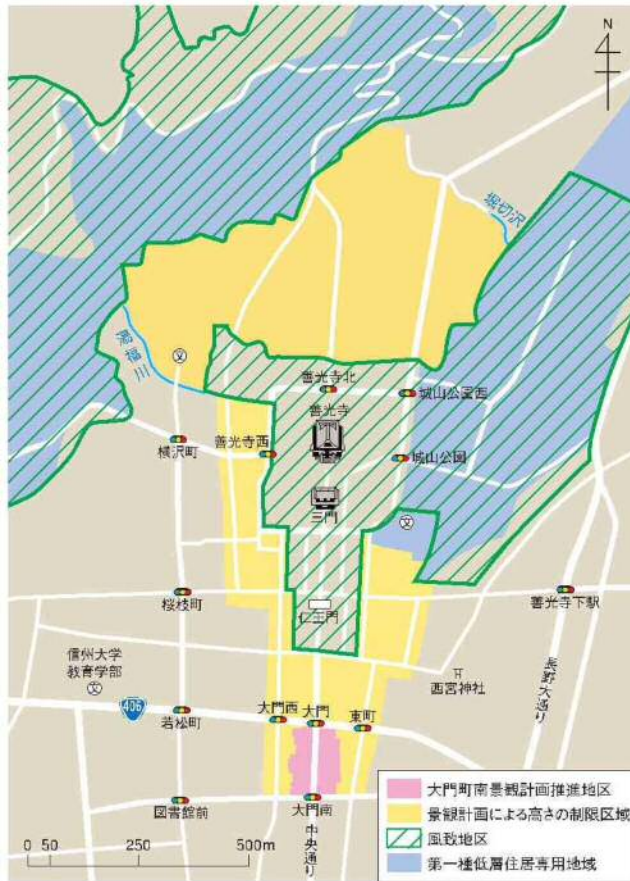 N
堀切沢
湯福川
文
善光寺北
善光寺
城山公園西
横沢町
善光寺西
城山公園
三門
文
桜枝町
仁王門
善光寺下駅
信州大学
教育学部
文
西宮神社
長野大通り
406
若松町
大門西
大門
東町
図書館前
大門南
中央通り
0 50 250 500m
大門町南景観計画推進地区
景観計画による高さの制限区域
風致地区
第一種低層住居専用地域